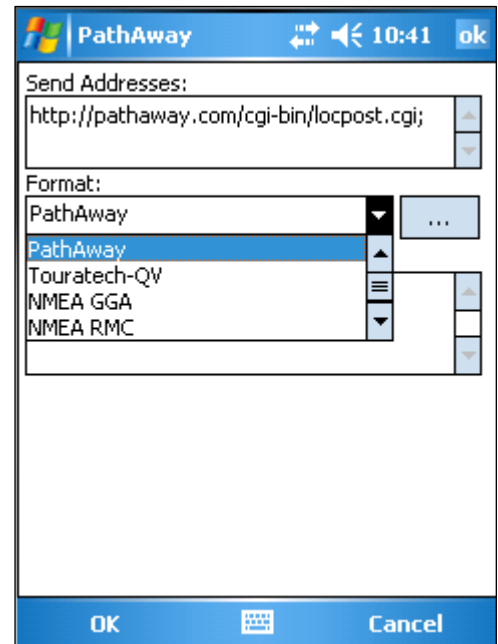 PathAway 10:41 ok
Send Addresses:
http://pathaway.com/cgi-bin/locpost.cgi;
Format:
PathAway ...
PathAway
Touratech-QV
NMEA GGA
NMEA RMC
OK Cancel